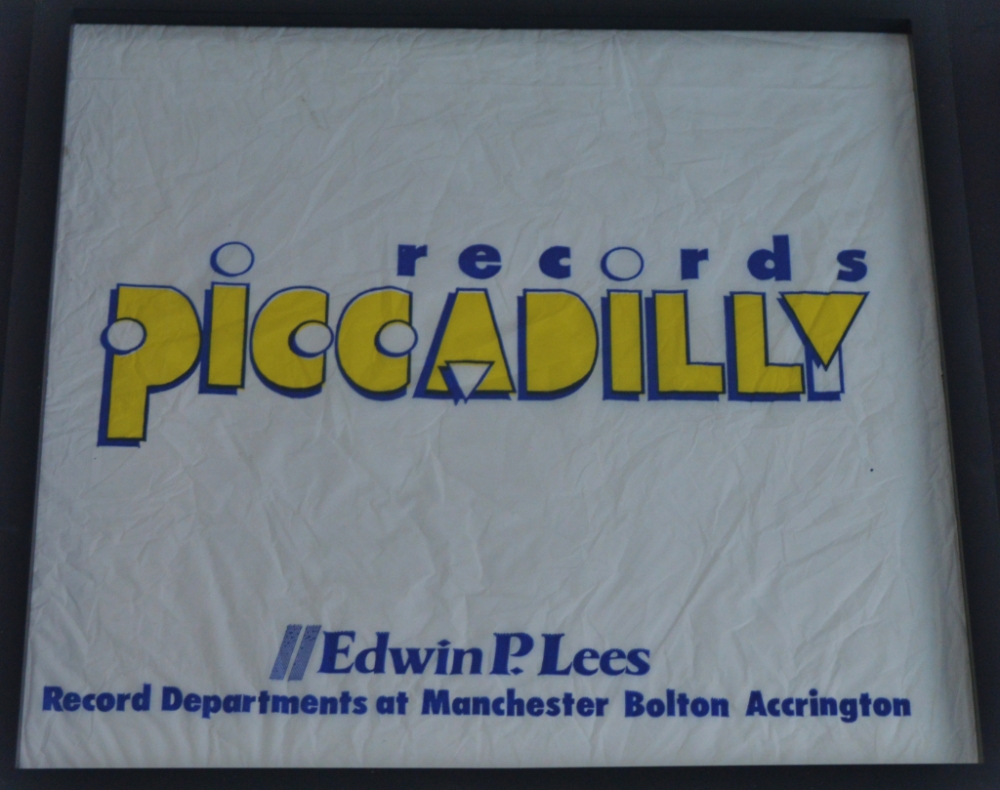 records
PiCCADILLY
Edwin P. Lees
Record Departments at Manchester Bolton Accrington